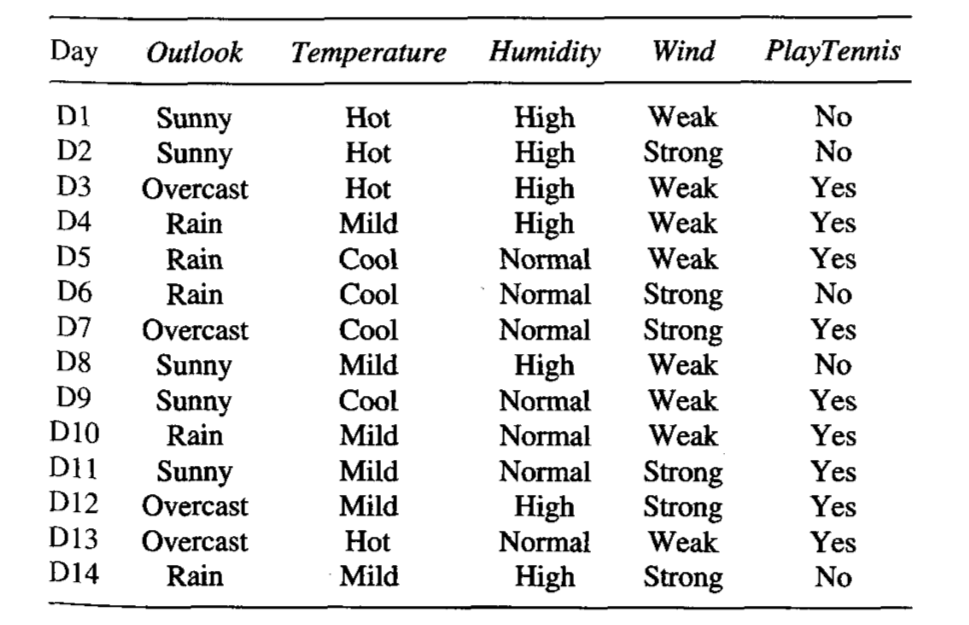 Day Outlook Temperature Humidity Wind PlayTennis
D1 Sunny Hot High Weak No
D2 Sunny Hot High Strong No
D3 Overcast Hot High Weak Yes
D4 Rain Mild High Weak Yes
D5 Rain Cool Normal Weak Yes
D6 Rain Cool Normal Strong No
D7 Overcast Cool Normal Strong Yes
D8 Sunny Mild High Weak No
D9 Sunny Cool Normal Weak Yes
D10 Rain Mild Normal Weak Yes
D11 Sunny Mild Normal Strong Yes
D12 Overcast Mild High Strong Yes
D13 Overcast Hot Normal Weak Yes
D14 Rain Mild High Strong No